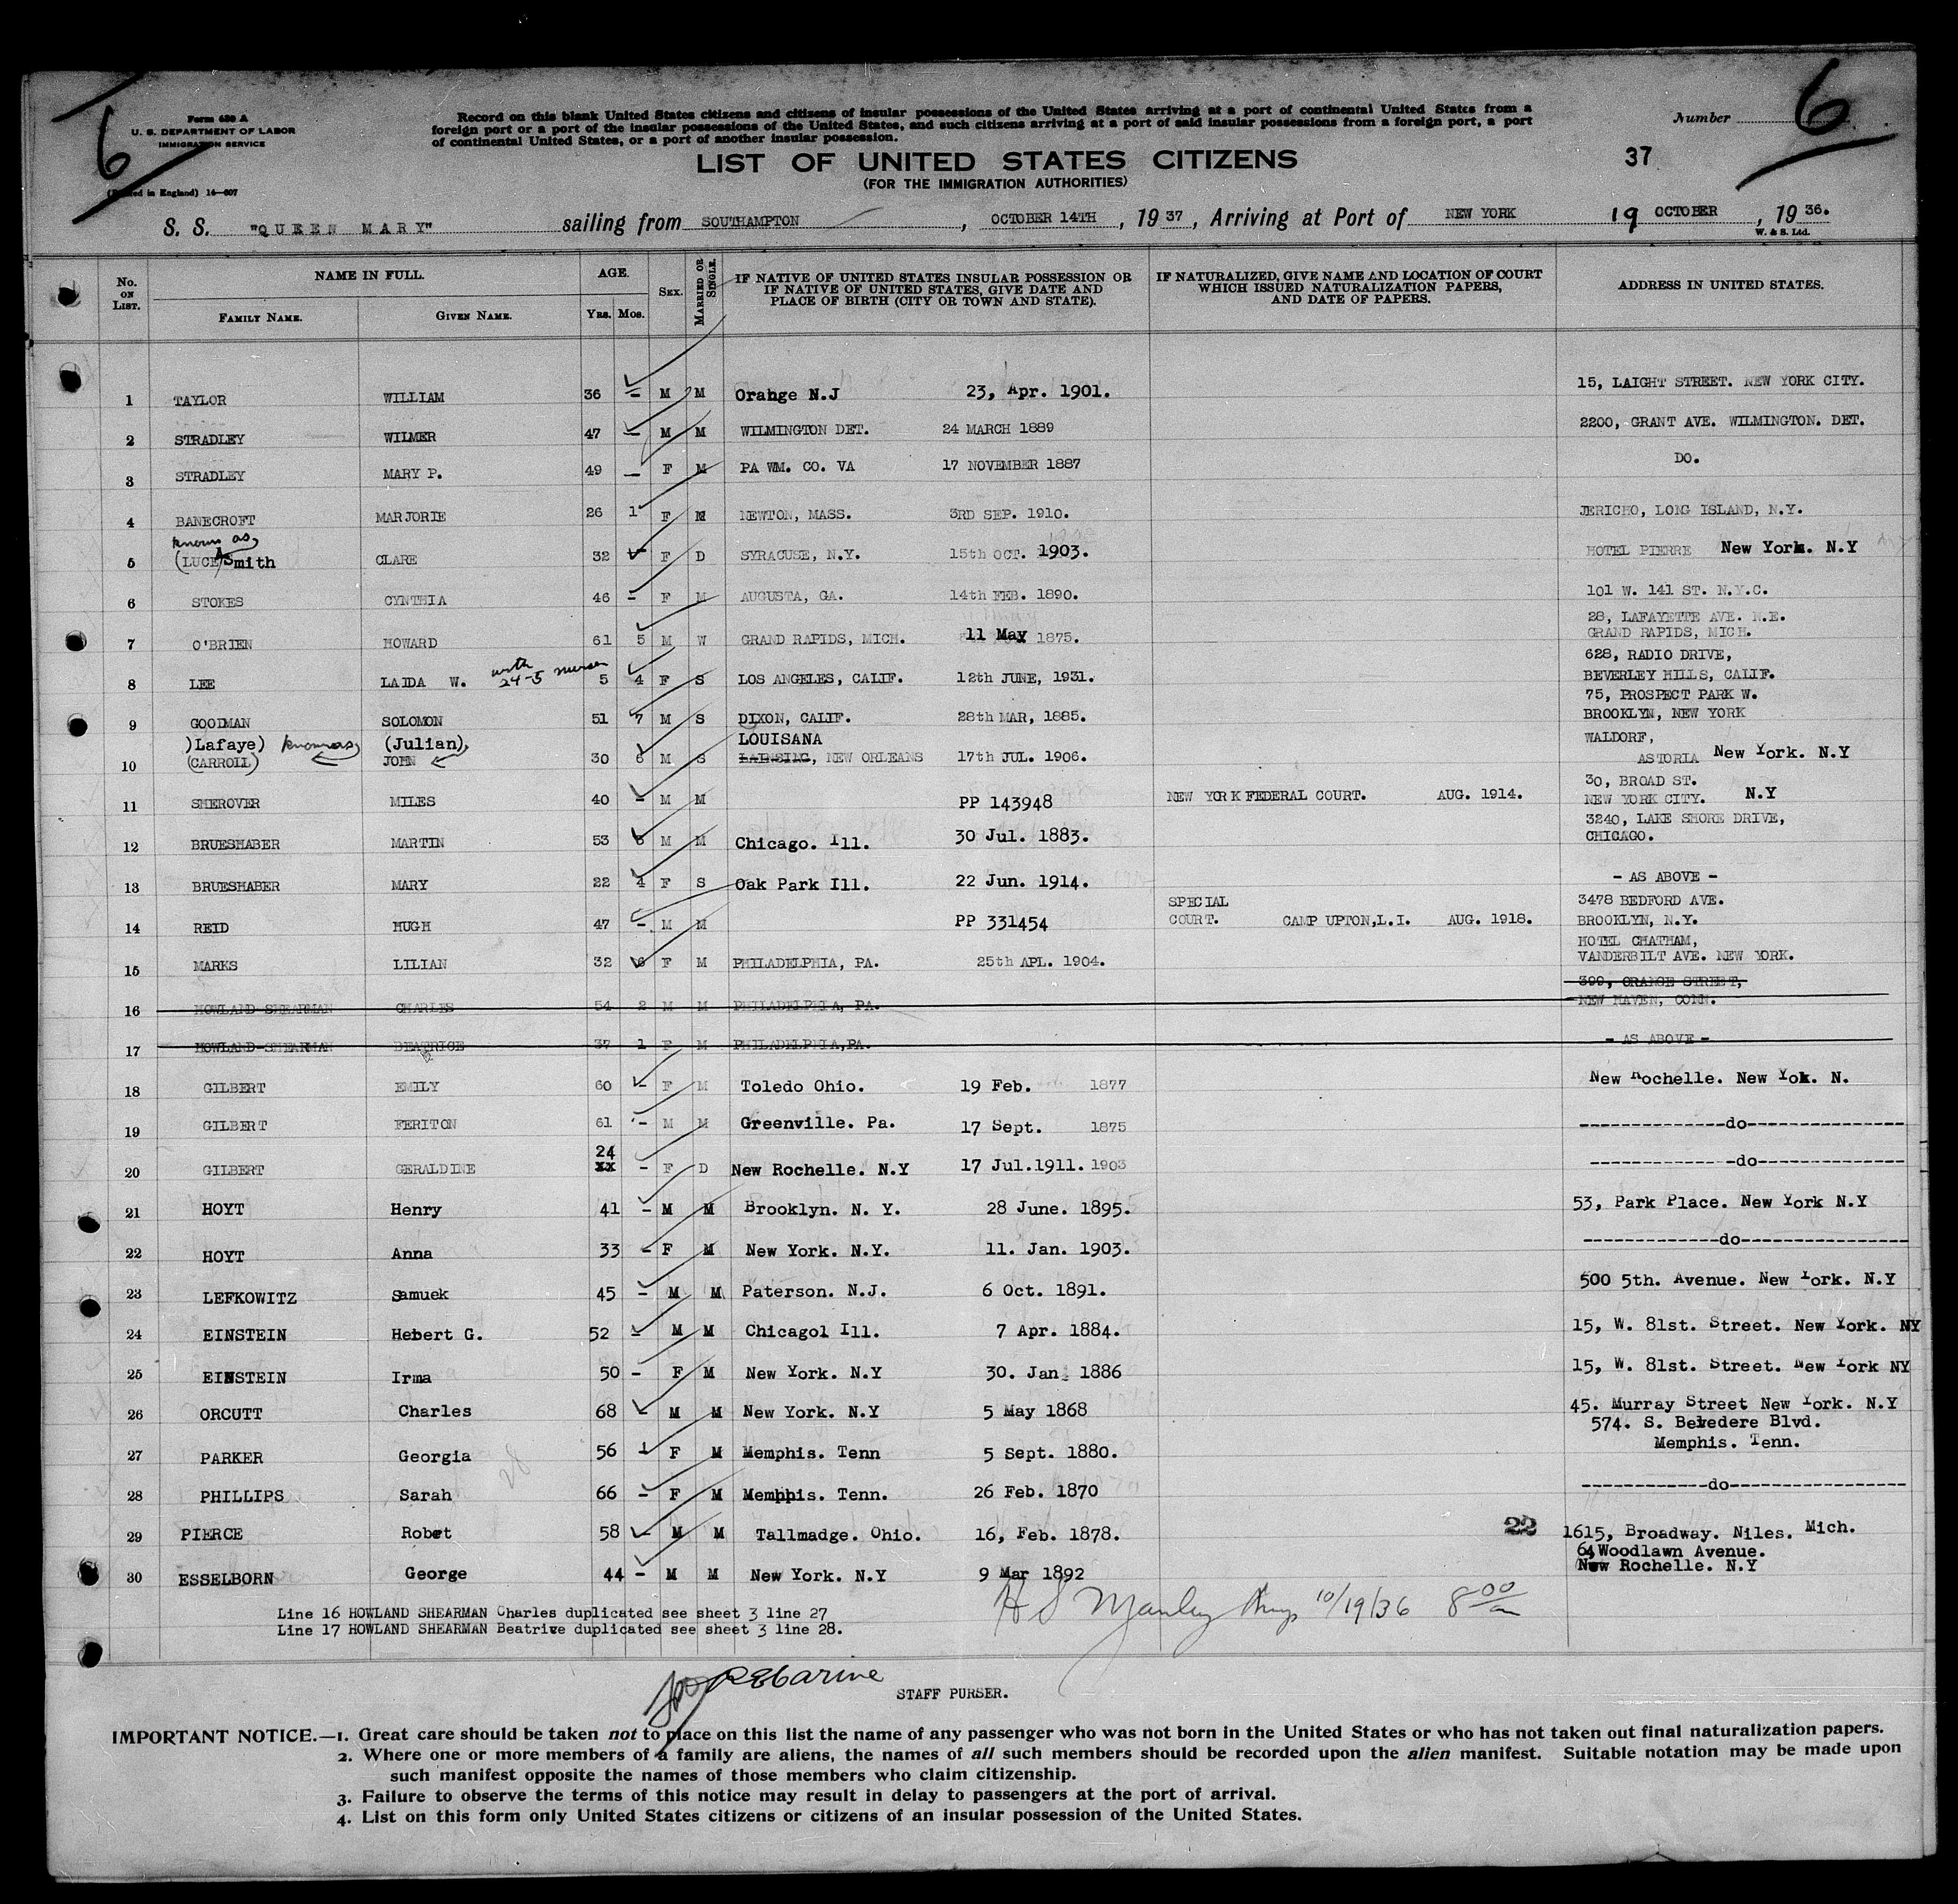 6
6
Form 630 A
U. S. DEPARTMENT OF LABOR
IMMIGRATION SERVICE
in England) 14—607
Record on this blank United States citizens and citizens of insular possessions of the United States arriving at a port of continental United States from a
foreign port or a port of the insular possessions of the United States, and such citizens arriving at a port of said insular possessions from a foreign port, a port
of continental United States, or a port of another insular possession.
Number
LIST OF UNITED STATES CITIZENS
37
(FOR THE IMMIGRATION AUTHORITIES)
S. S. "QUEEN MARY" sailing from SOUTHAMPTON, OCTOBER 14TH, 1937, Arriving at Port of NEW YORK 19 OCTOBER, 1936.
W. & S. Ltd.
No. ON LIST. NAME IN FULL. AGE. SEX. MARRIED OR SINGLE. IF NATIVE OF UNITED STATES INSULAR POSSESSION OR IF NATIVE OF UNITED STATES, GIVE DATE AND PLACE OF BIRTH (CITY OR TOWN AND STATE). IF NATURALIZED, GIVE NAME AND LOCATION OF COURT WHICH ISSUED NATURALIZATION PAPERS, AND DATE OF PAPERS. ADDRESS IN UNITED STATES.
FAMILY NAME. GIVEN NAME. YRS. MOS.
1 TAYLOR WILLIAM 36 - M M Orange N.J 23, Apr. 1901. 15, LAIGHT STREET. NEW YORK CITY.
2 STRADLEY WILMER 47 - M M WILMINGTON DET. 24 MARCH 1889 2200, GRANT AVE. WILMINGTON. DET.
3 STRADLEY MARY P. 49 - F M PA WM. CO. VA 17 NOVEMBER 1887 DO.
4 BANECROFT MARJORIE 26 1 F M NEWTON, MASS. 3RD SEP. 1910. JERICHO, LONG ISLAND, N.Y.
known as
5 (LUCE) Smith CLARE 32 - F D SYRACUSE, N.Y. 15th OCT. 1903. HOTEL PIERRE New York. N.Y
6 STOKES CYNTHIA 46 - F M AUGUSTA, GA. 14th FEB. 1890. 101 W. 141 ST. N.Y.C.
28, LAFAYETTE AVE. N.E.
7 O'BRIEN HOWARD 61 5 M W GRAND RAPIDS, MICH. 11 May 1875. GRAND RAPIDS, MICH.
628, RADIO DRIVE,
8 LEE LAIDA W. with nurse 24-5 5 4 F S LOS ANGELES, CALIF. 12th JUNE, 1931. BEVERLEY HILLS, CALIF.
75, PROSPECT PARK W.
9 GOODMAN SOLOMON 51 7 M S DIXON, CALIF. 28th MAR, 1885. BROOKLYN, NEW YORK
)Lafaye) known as (Julian) LOUISANA WALDORF,
10 (CARROLL) JOHN 30 6 M S LAINSING, NEW ORLEANS 17th JUL. 1906. ASTORIA New York. N.Y
30, BROAD ST.
11 SHEROVER MILES 40 - M M PP 143948 NEW YORK FEDERAL COURT. AUG. 1914. NEW YORK CITY. N.Y
3240, LAKE SHORE DRIVE,
12 BRUESHABER MARTIN 53 3 M M Chicago. Ill. 30 Jul. 1883. CHICAGO.
13 BRUESHABER MARY 22 4 F S Oak Park Ill. 22 Jun. 1914. - AS ABOVE -
SPECIAL 3478 BEDFORD AVE.
14 REID HUGH 47 - M M PP 331454 COURT. CAMP UPTON, L.I. AUG. 1918. BROOKLYN, N.Y.
HOTEL CHATHAM,
15 MARKS LILIAN 32 6 F M PHILADELPHIA, PA. 25th APL. 1904. VANDERBILT AVE. NEW YORK.
399, ORANGE STREET,
16 HOWLAND-SHEARMAN CHARLES 54 2 M M PHILADELPHIA, PA. NEW HAVEN, CONN.
17 HOWLAND-SHEARMAN BEATRICE 37 1 F M PHILADELPHIA, PA. - AS ABOVE -
18 GILBERT EMILY 60 - F M Toledo Ohio. 19 Feb. 1877 New Rochelle. New Yok. N.
19 GILBERT FERITON 61 - M M Greenville. Pa. 17 Sept. 1875 --------------do--------------
24
20 GILBERT GERALDINE xx - F D New Rochelle. N.Y 17 Jul. 1911. 1903 --------------do--------------
21 HOYT Henry 41 - M M Brooklyn. N. Y. 28 June. 1895. 53, Park Place. New York N.Y
22 HOYT Anna 33 - F M New York. N.Y. 11. Jan. 1903. --------------do--------------
23 LEFKOWITZ Samuek 45 - M M Paterson. N.J. 6 Oct. 1891. 500 5th. Avenue. New York. N.Y
24 EINSTEIN Hebert G. 52 - M M Chicagol Ill. 7 Apr. 1884. 15, W. 81st. Street. New York. NY
25 EINSTEIN Irma 50 - F M New York. N.Y 30. Jan. 1886 15, W. 81st. Street. New York NY
26 ORCUTT Charles 68 - M M New York. N.Y 5 May 1868 45. Murray Street New York. N.Y
574. S. Belvedere Blvd.
27 PARKER Georgia 56 1 F M Memphis. Tenn 5 Sept. 1880. Memphis. Tenn.
28 PHILLIPS Sarah 66 - F M Memphis. Tenn. 26 Feb. 1870 --------------do--------------
29 PIERCE Robet 58 - M M Tallmadge. Ohio. 16, Feb. 1878. 22 1615, Broadway. Niles. Mich.
64 Woodlawn Avenue.
30 ESSELBORN George 44 - M M New York. N.Y 9 Mar 1892 New Rochelle. N.Y
Line 16 HOWLAND SHEARMAN Charles duplicated see sheet 3 line 27
Line 17 HOWLAND SHEARMAN Beatrive duplicated see sheet 3 line 28.
H S Manley 10/19/36 8 00 am
STAFF PURSER.
IMPORTANT NOTICE.—1. Great care should be taken not to place on this list the name of any passenger who was not born in the United States or who has not taken out final naturalization papers.
2. Where one or more members of a family are aliens, the names of all such members should be recorded upon the alien manifest. Suitable notation may be made upon
such manifest opposite the names of those members who claim citizenship.
3. Failure to observe the terms of this notice may result in delay to passengers at the port of arrival.
4. List on this form only United States citizens or citizens of an insular possession of the United States.